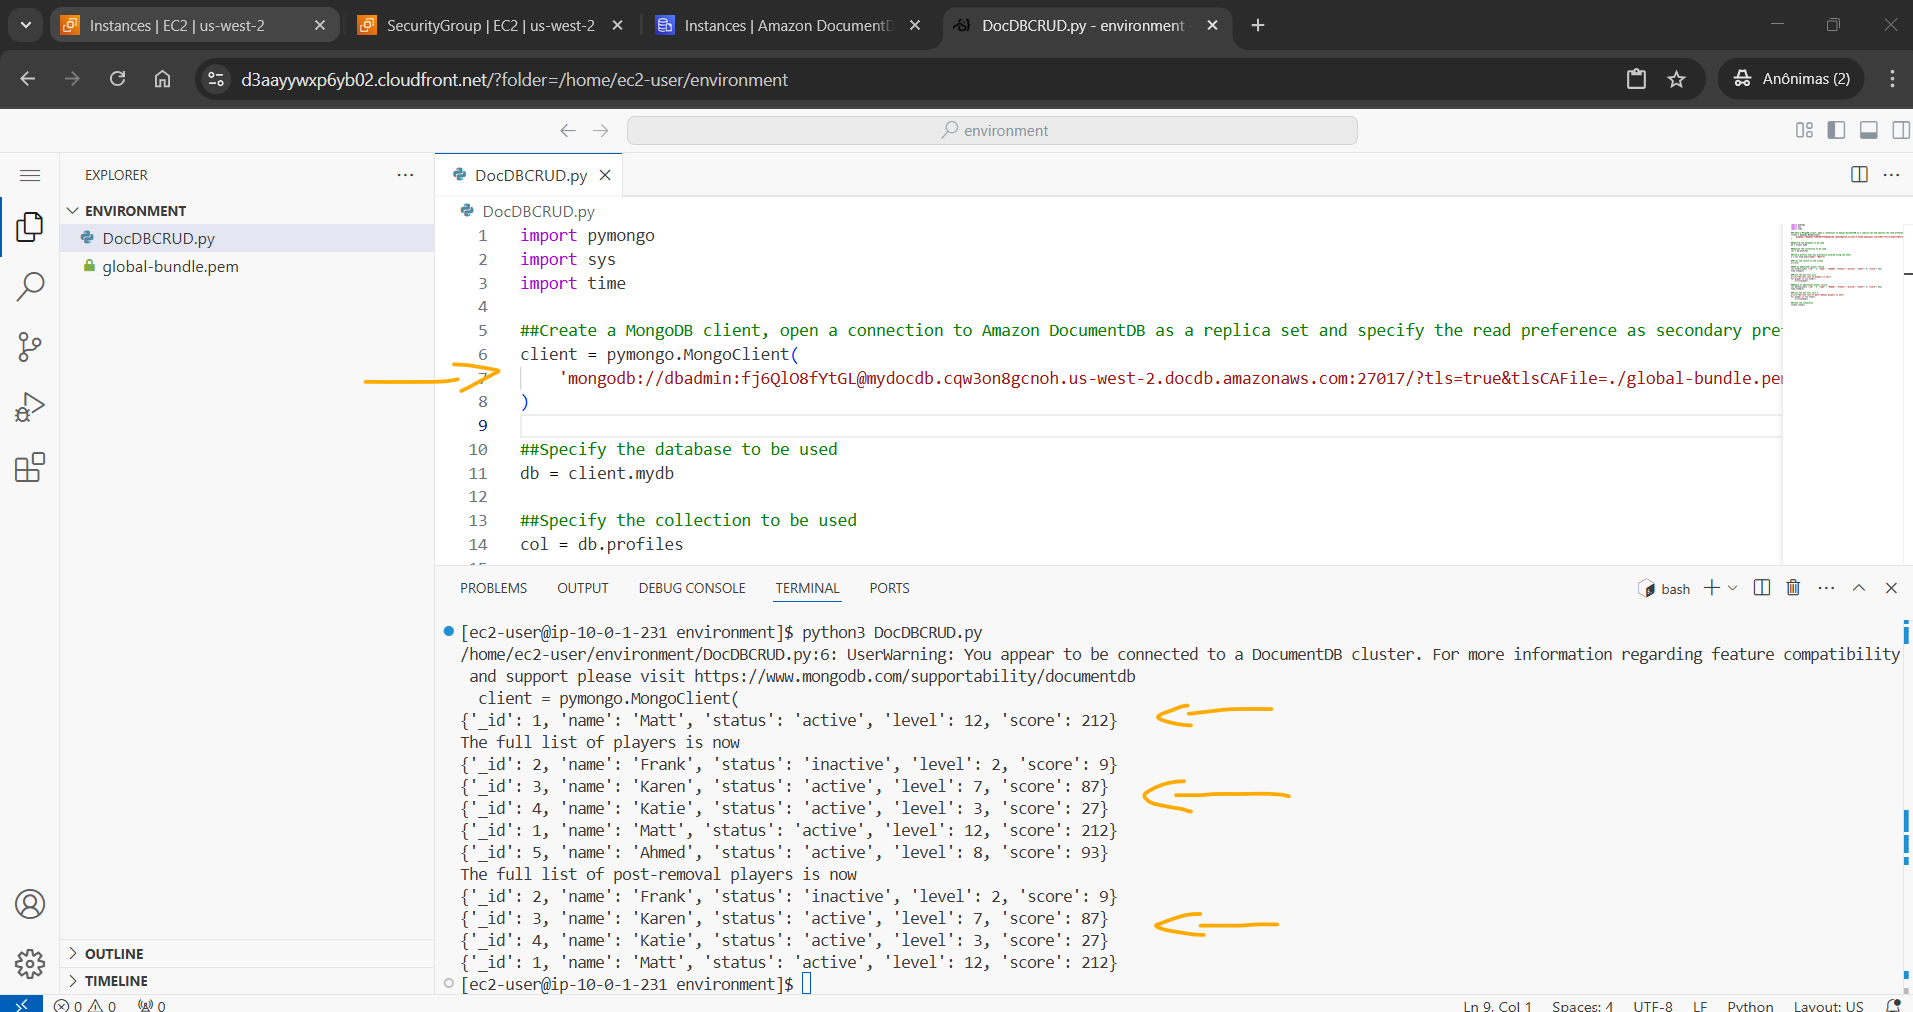 Instances | EC2 | us-west-2
SecurityGroup | EC2 | us-west-2
Instances | Amazon Document
DocDBCRUD.py - environment
d3aayywxp6yb02.cloudfront.net/?folder=/home/ec2-user/environment
Anônimas (2)
environment
EXPLORER
ENVIRONMENT
DocDBCRUD.py
global-bundle.pem
OUTLINE
TIMELINE
DocDBCRUD.py
DocDBCRUD.py
1 import pymongo
2 import sys
3 import time
4
5 ##Create a MongoDB client, open a connection to Amazon DocumentDB as a replica set and specify the read preference as secondary pre
6 client = pymongo.MongoClient(
7 'mongodb://dbadmin:fj6QlO8fYtGL@mydocdb.cqw3on8gcnoh.us-west-2.docdb.amazonaws.com:27017/?tls=true&tlsCAFile=./global-bundle.pe
8 )
9
10 ##Specify the database to be used
11 db = client.mydb
12
13 ##Specify the collection to be used
14 col = db.profiles
PROBLEMS OUTPUT DEBUG CONSOLE TERMINAL PORTS
bash
[ec2-user@ip-10-0-1-231 environment]$ python3 DocDBCRUD.py
/home/ec2-user/environment/DocDBCRUD.py:6: UserWarning: You appear to be connected to a DocumentDB cluster. For more information regarding feature compatibility
and support please visit https://www.mongodb.com/supportability/documentdb
client = pymongo.MongoClient(
{'_id': 1, 'name': 'Matt', 'status': 'active', 'level': 12, 'score': 212}
The full list of players is now
{'_id': 2, 'name': 'Frank', 'status': 'inactive', 'level': 2, 'score': 9}
{'_id': 3, 'name': 'Karen', 'status': 'active', 'level': 7, 'score': 87}
{'_id': 4, 'name': 'Katie', 'status': 'active', 'level': 3, 'score': 27}
{'_id': 1, 'name': 'Matt', 'status': 'active', 'level': 12, 'score': 212}
{'_id': 5, 'name': 'Ahmed', 'status': 'active', 'level': 8, 'score': 93}
The full list of post-removal players is now
{'_id': 2, 'name': 'Frank', 'status': 'inactive', 'level': 2, 'score': 9}
{'_id': 3, 'name': 'Karen', 'status': 'active', 'level': 7, 'score': 87}
{'_id': 4, 'name': 'Katie', 'status': 'active', 'level': 3, 'score': 27}
{'_id': 1, 'name': 'Matt', 'status': 'active', 'level': 12, 'score': 212}
[ec2-user@ip-10-0-1-231 environment]$
0 0 0
Ln 9, Col 1 Spaces: 4 UTF-8 LF Python Layout: US